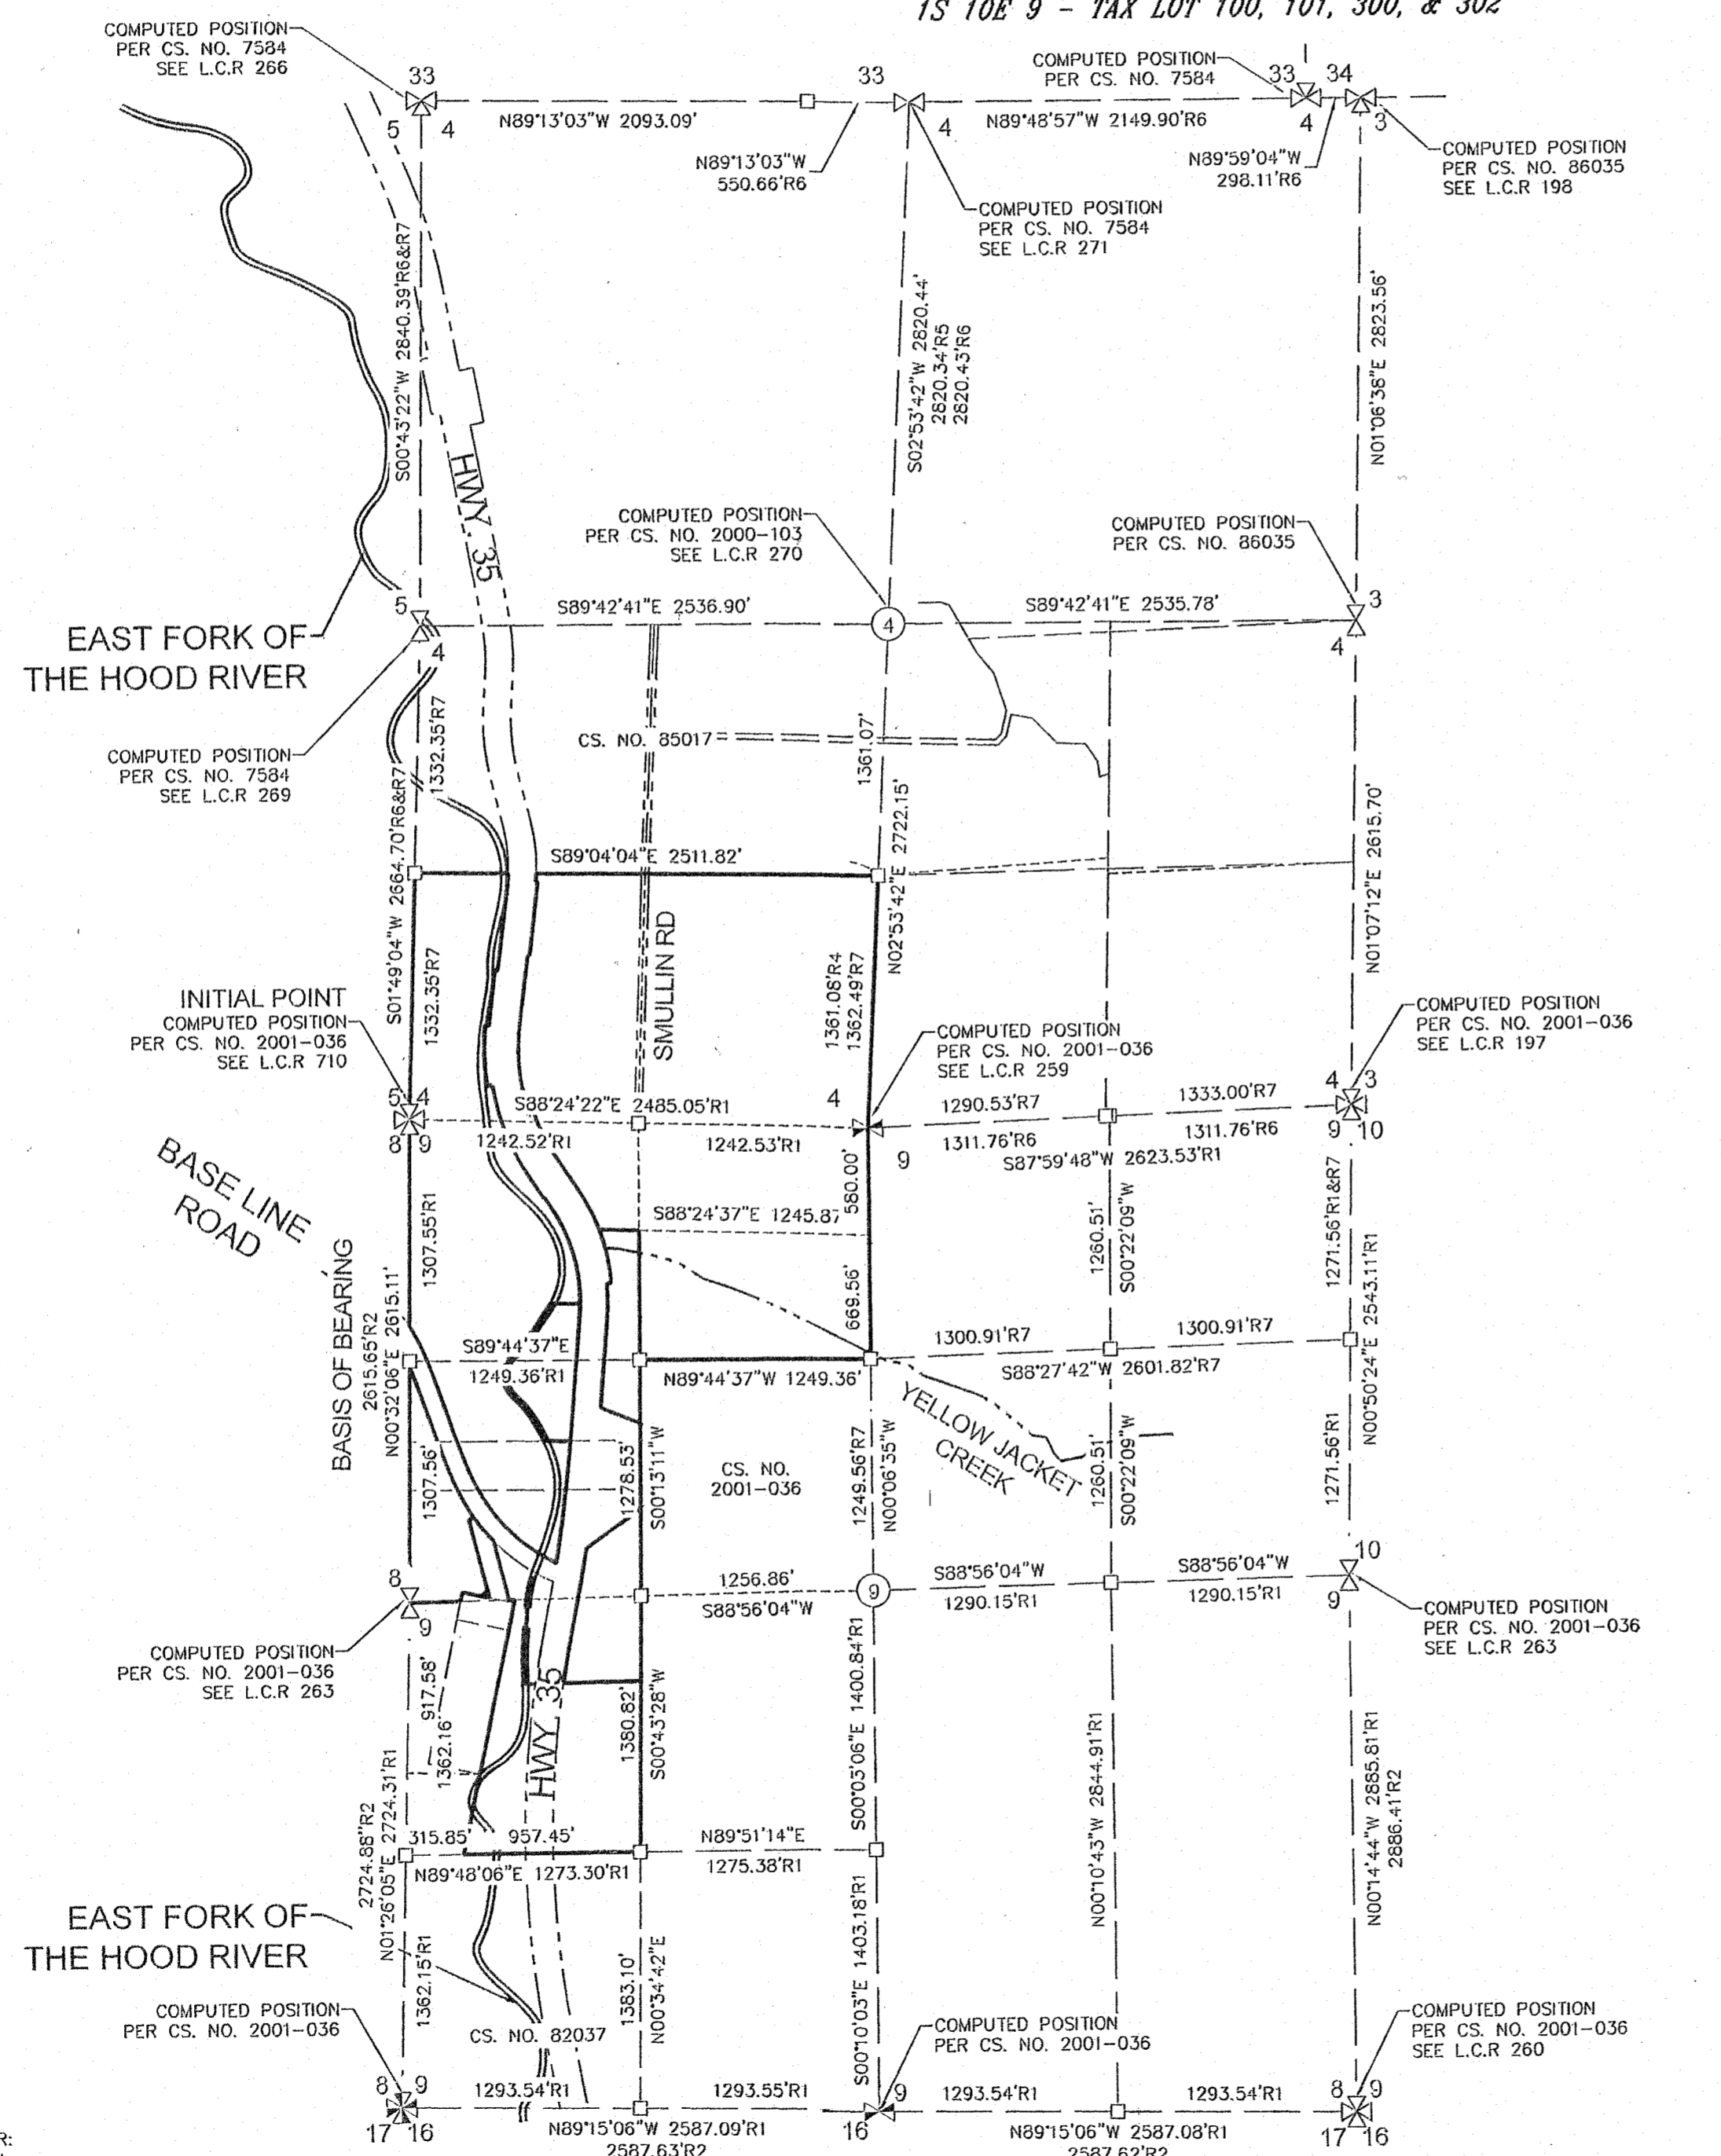 1S 10E 9 - TAX LOT 100, 101, 300, & 302
COMPUTED POSITION
PER CS. NO. 7584
SEE L.C.R 266
33
5
4
N89°13'03"W 2093.09'
33
4
N89°13'03"W
550.66'R6
COMPUTED POSITION
PER CS. NO. 7584
N89°48'57"W 2149.90'R6
33
34
4
3
N89°59'04"W
298.11'R6
COMPUTED POSITION
PER CS. NO. 86035
SEE L.C.R 198
COMPUTED POSITION
PER CS. NO. 7584
SEE L.C.R 271
S00°43'22"W 2840.39'R6&R7
S02°53'42"W 2820.44'
2820.34'R5
2820.43'R6
N01°06'38"E 2823.56'
HWY. 35
COMPUTED POSITION
PER CS. NO. 2000-103
SEE L.C.R 270
COMPUTED POSITION
PER CS. NO. 86035
5
4
S89°42'41"E 2536.90'
4
S89°42'41"E 2535.78'
3
4
EAST FORK OF
THE HOOD RIVER
COMPUTED POSITION
PER CS. NO. 7584
SEE L.C.R 269
1332.35'R7
CS. NO. 85017
1361.07'
S01°49'04"W 2664.70'R6&R7
S89°04'04"E 2511.82'
N02°53'42"E 2722.15'
N01°07'12"E 2615.70'
1332.35'R7
SMULLIN RD
1361.08'R4
1362.49'R7
INITIAL POINT
COMPUTED POSITION
PER CS. NO. 2001-036
SEE L.C.R 710
COMPUTED POSITION
PER CS. NO. 2001-036
SEE L.C.R 259
COMPUTED POSITION
PER CS. NO. 2001-036
SEE L.C.R 197
5
4
8
9
S88°24'22"E 2485.05'R1
1242.52'R1
1242.53'R1
4
9
1290.53'R7
1333.00'R7
1311.76'R6
1311.76'R6
S87°59'48"W 2623.53'R1
4
3
9
10
BASE LINE
ROAD
1307.55'R1
580.00'
S88°24'37"E 1245.87
1260.51'
S00°22'09"W
1271.56'R1&R7
BASIS OF BEARING
2615.65'R2
N00°32'06"E 2615.11'
669.56'
N00°50'24"E 2543.11'R1
S89°44'37"E
1249.36'R1
N89°44'37"W 1249.36'
1300.91'R7
1300.91'R7
S88°27'42"W 2601.82'R7
YELLOW JACKET
CREEK
1307.56'
1278.53'
S00°13'11"W
CS. NO.
2001-036
1249.56'R7
N00°06'35"W
1260.51'
S00°22'09"W
1271.56'R1
8
9
1256.86'
S88°56'04"W
9
S88°56'04"W
1290.15'R1
S88°56'04"W
1290.15'R1
10
9
COMPUTED POSITION
PER CS. NO. 2001-036
SEE L.C.R 263
COMPUTED POSITION
PER CS. NO. 2001-036
SEE L.C.R 263
917.58'
1362.16'
HWY. 35
1380.82'
S00°43'28"W
S00°03'06"E 1400.84'R1
N00°10'43"W 2844.91'R1
N00°14'44"W 2885.81'R1
2886.41'R2
2724.88"R2
N01°26'05"E 2724.31'R1
315.85'
957.45'
N89°48'06"E 1273.30'R1
N89°51'14"E
1275.38'R1
EAST FORK OF
THE HOOD RIVER
1362.15'R1
1383.10'
N00°34'42"E
S00°10'03"E 1403.18'R1
COMPUTED POSITION
PER CS. NO. 2001-036
CS. NO. 82037
COMPUTED POSITION
PER CS. NO. 2001-036
COMPUTED POSITION
PER CS. NO. 2001-036
SEE L.C.R 260
8
9
17
16
1293.54'R1
1293.55'R1
N89°15'06"W 2587.09'R1
2587.63'R2
9
16
1293.54'R1
1293.54'R1
N89°15'06"W 2587.08'R1
2587.62'R2
8
9
17
16
R: